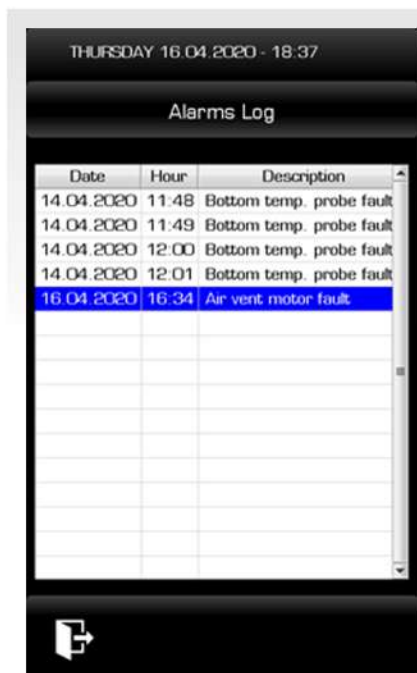 THURSDAY 16.04.2020 - 18:37
Alarms Log
Date Hour Description
14.04.2020 11:48 Bottom temp. probe fault
14.04.2020 11:49 Bottom temp. probe fault
14.04.2020 12:00 Bottom temp. probe fault
14.04.2020 12:01 Bottom temp. probe fault
16.04.2020 16:34 Air vent motor fault